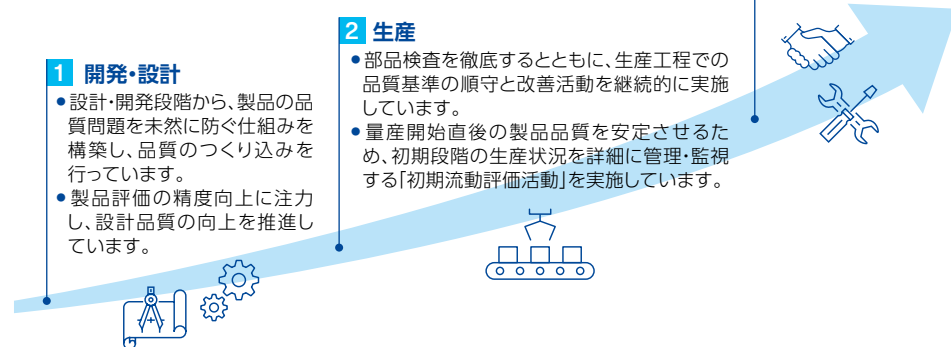 1 開発・設計
●設計・開発段階から、製品の品
質問題を未然に防ぐ仕組みを
構築し、品質のつくり込みを
行っています。
●製品評価の精度向上に注力
し、設計品質の向上を推進し
ています。
2 生産
●部品検査を徹底するとともに、生産工程での
品質基準の順守と改善活動を継続的に実施
しています。
●量産開始直後の製品品質を安定させるた
め、初期段階の生産状況を詳細に管理・監視
する「初期流動評価活動」を実施しています。